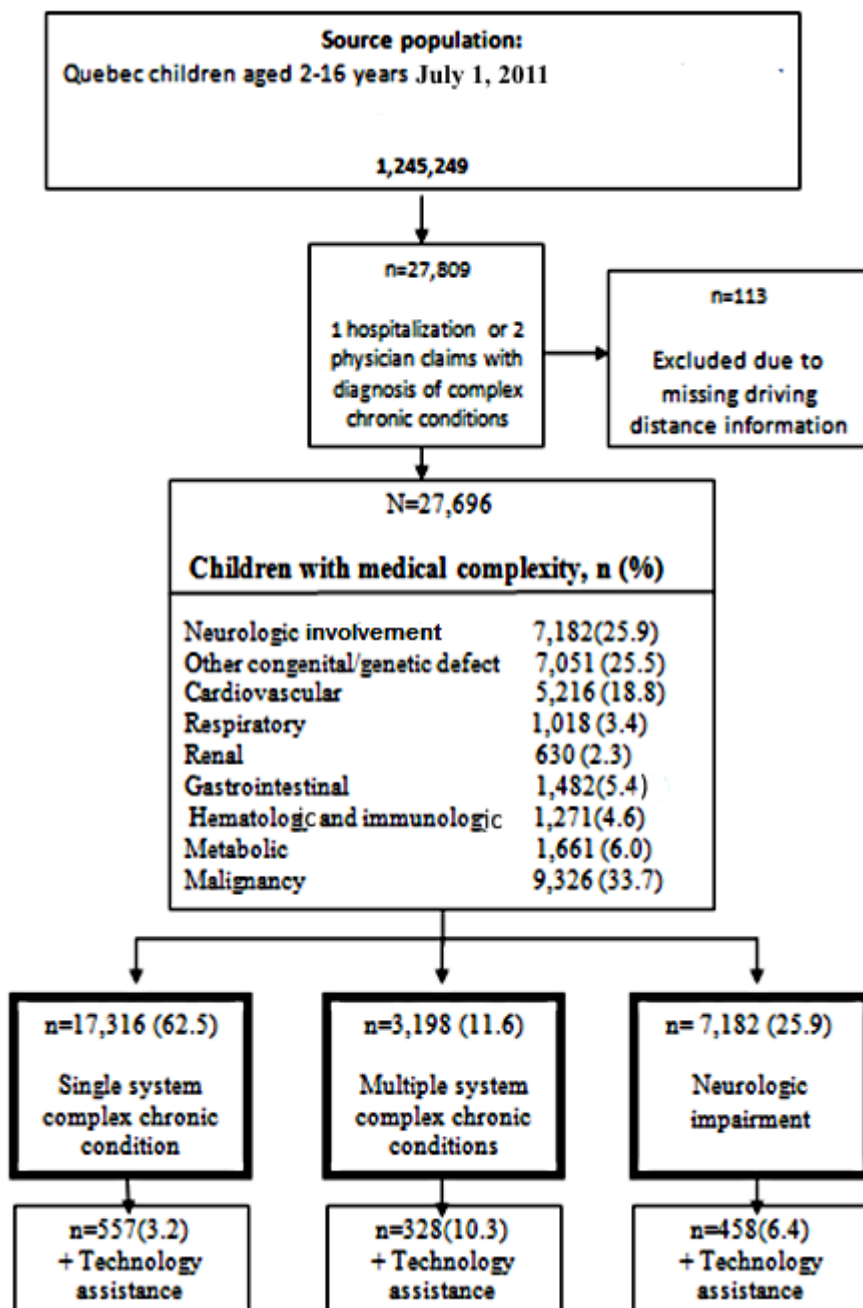 Source population:
Quebec children aged 2-16 years July 1, 2011
1,245,249
n=27,809
1 hospitalization or 2
physician claims with
diagnosis of complex
chronic conditions
n=113
Excluded due to
missing driving
distance information
N=27,696
Children with medical complexity, n (%)
Neurologic involvement 7,182(25.9)
Other congenital/genetic defect 7,051 (25.5)
Cardiovascular 5,216 (18.8)
Respiratory 1,018 (3.4)
Renal 630 (2.3)
Gastrointestinal 1,482(5.4)
Hematologic and immunologic 1,271(4.6)
Metabolic 1,661 (6.0)
Malignancy 9,326 (33.7)
n=17,316 (62.5)
Single system
complex chronic
condition
n=3,198 (11.6)
Multiple system
complex chronic
conditions
n= 7,182 (25.9)
Neurologic
impairment
n=557(3.2)
+ Technology
assistance
n=328(10.3)
+ Technology
assistance
n=458(6.4)
+ Technology
assistance